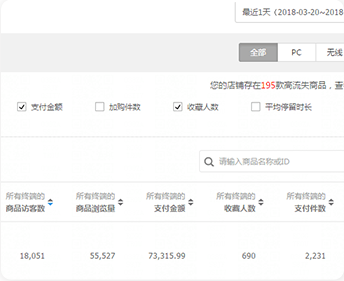 最近1天 (2018-03-20~2018-
全部 PC 无线
您的店铺存在195款高流失商品，查
支付金额 加购件数 收藏人数 平均停留时长
请输入商品名称或ID
所有终端的 所有终端的 所有终端的 所有终端的 所有终端的
商品访客数 商品浏览量 支付金额 收藏人数 支付件数
18,051 55,527 73,315.99 690 2,231